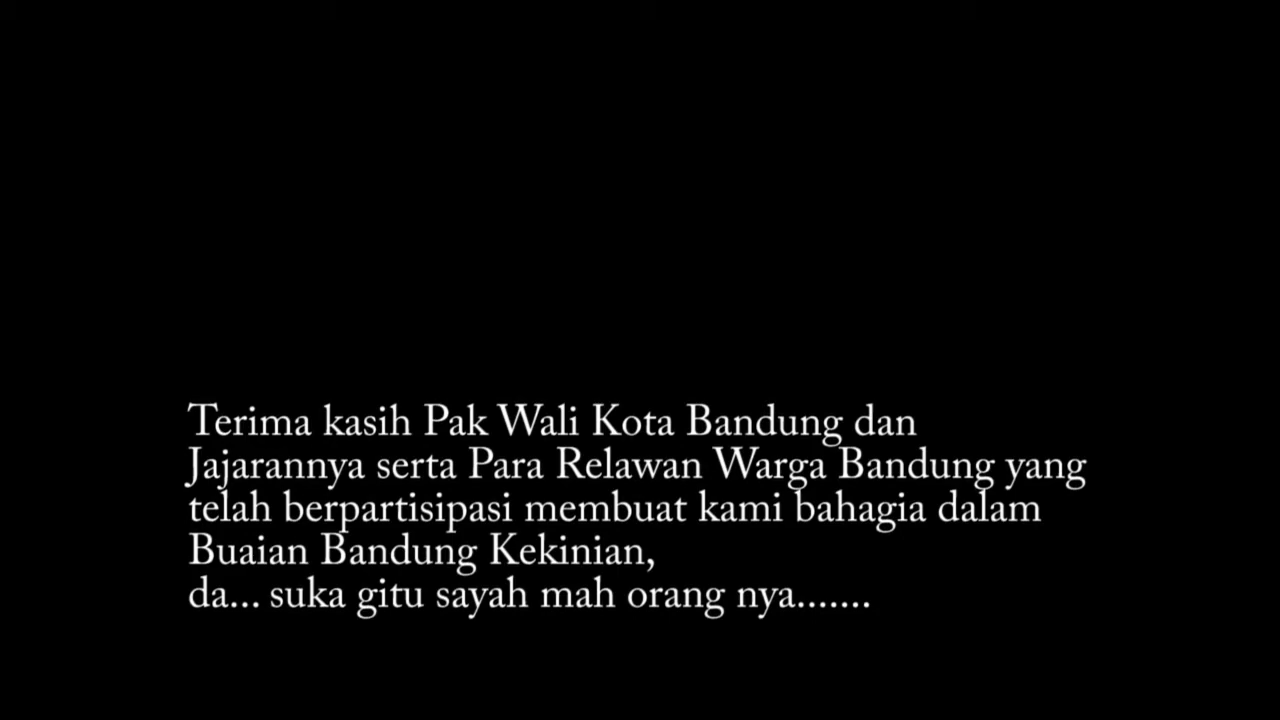 Terima kasih Pak Wali Kota Bandung dan
Jajarannya serta Para Relawan Warga Bandung yang
telah berpartisipasi membuat kami bahagia dalam
Buaian Bandung Kekinian,
da... suka gitu sayah mah orang nya.......